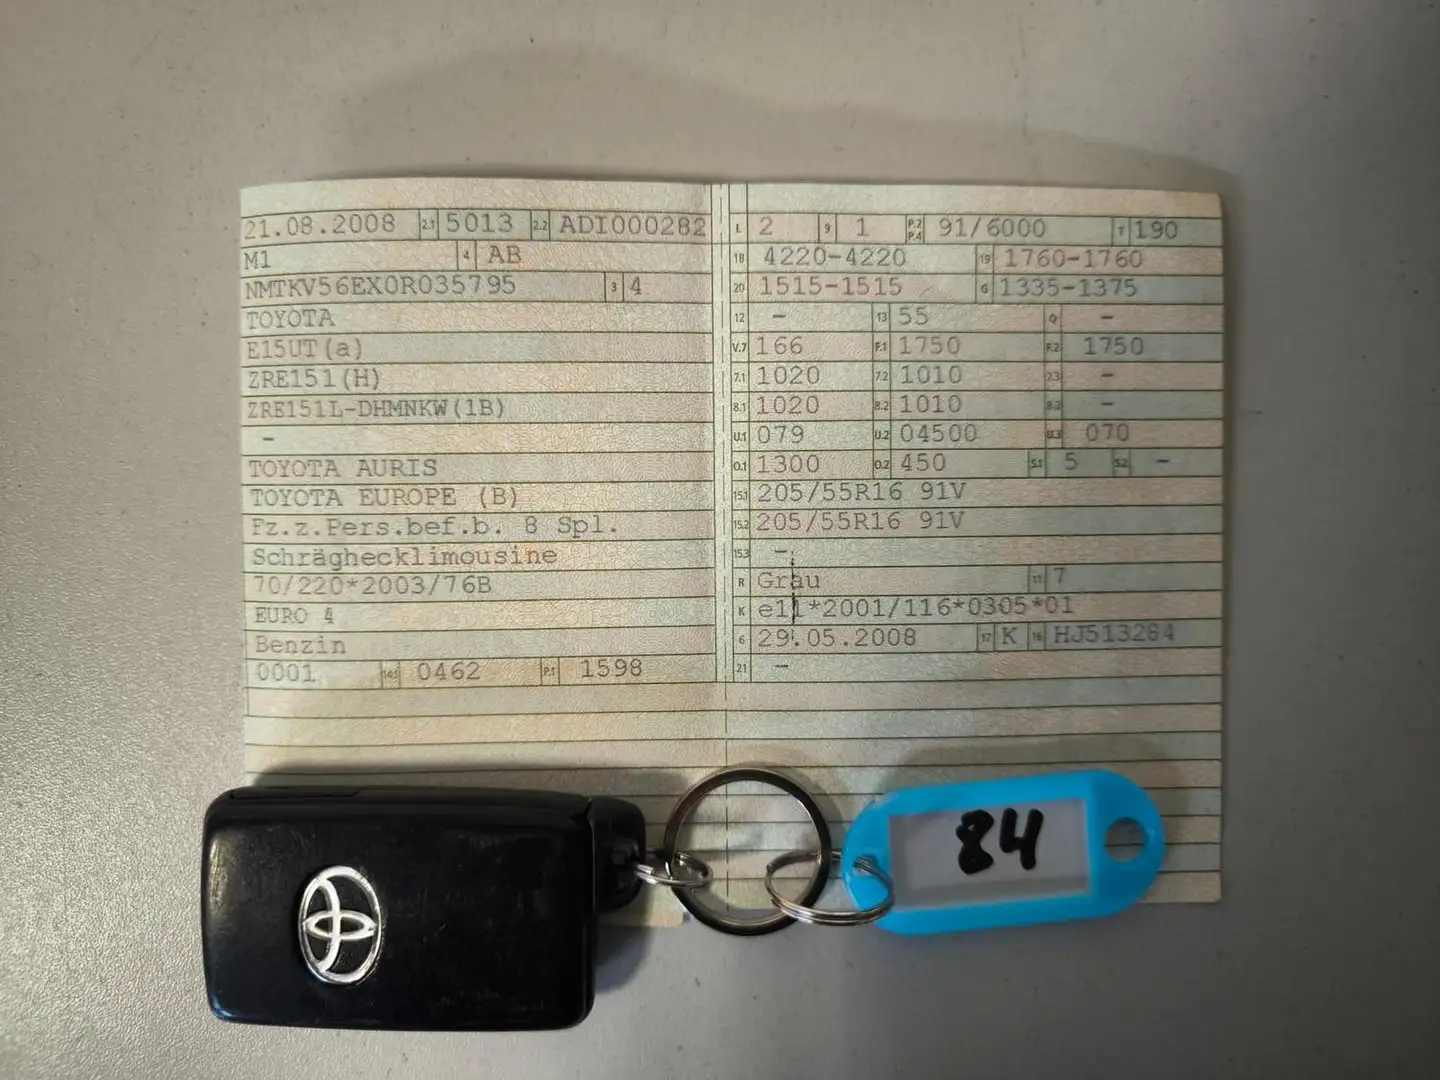 21.08.2008 2.1 5013 2.2 ADI000282
M1 4 AB
NMTKV56EX0R035795 3 4
TOYOTA
E15UT(a)
ZRE151(H)
ZRE151L-DHMNKW(1B)
-
TOYOTA AURIS
TOYOTA EUROPE (B)
Fz.z.Pers.bef.b. 8 Spl.
Schräghecklimousine
70/220*2003/76B
EURO 4
Benzin
0001 14.1 0462 P.1 1598
L 2 9 1 P.2 P.4 91/6000 T 190
18 4220-4220 19 1760-1760
20 1515-1515 G 1335-1375
12 - 13 55 Q -
V.7 166 F.1 1750 F.2 1750
7.1 1020 7.2 1010 7.3 -
8.1 1020 8.2 1010 8.3 -
U.1 079 U.2 04500 U.3 070
O.1 1300 O.2 450 S.1 5 S.2 -
15.1 205/55R16 91V
15.2 205/55R16 91V
15.3 -
R Grau 11 7
K e11*2001/116*0305*01
6 29.05.2008 17 K 16 HJ513284
21 -
84